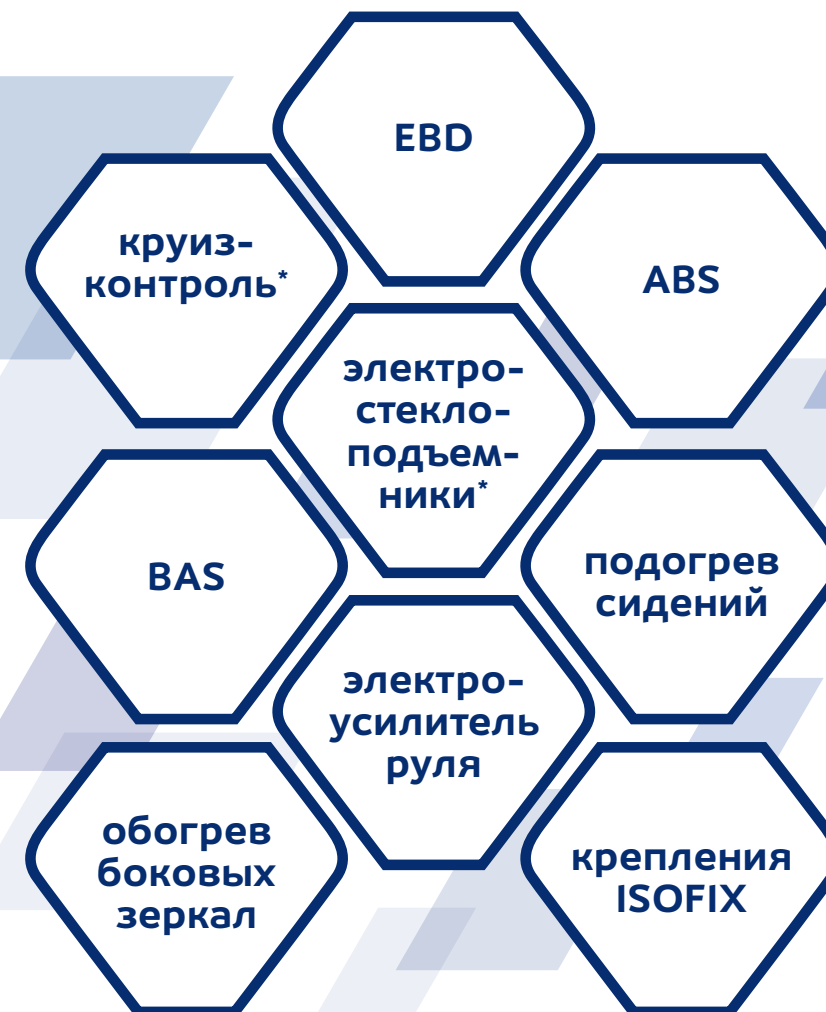 EBD
круиз-
контроль*
ABS
электро-
стекло-
подъем-
ники*
BAS
подогрев
сидений
электро-
усилитель
руля
обогрев
боковых
зеркал
крепления
ISOFIX